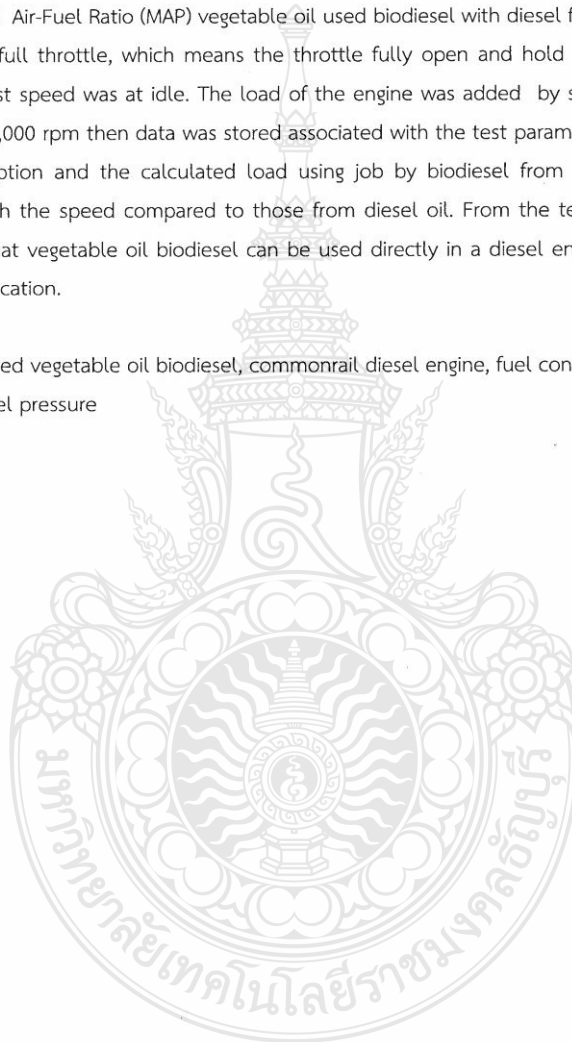 Air-Fuel Ratio (MAP) vegetable oil used biodiesel with diesel f
full throttle, which means the throttle fully open and hold
st speed was at idle. The load of the engine was added by s
,000 rpm then data was stored associated with the test param
ption and the calculated load using job by biodiesel from
h the speed compared to those from diesel oil. From the te
at vegetable oil biodiesel can be used directly in a diesel en
cation.
ed vegetable oil biodiesel, commonrail diesel engine, fuel con
el pressure
มหาวิทยาลัยเทคโนโลยีราชมงคลธัญบุรี